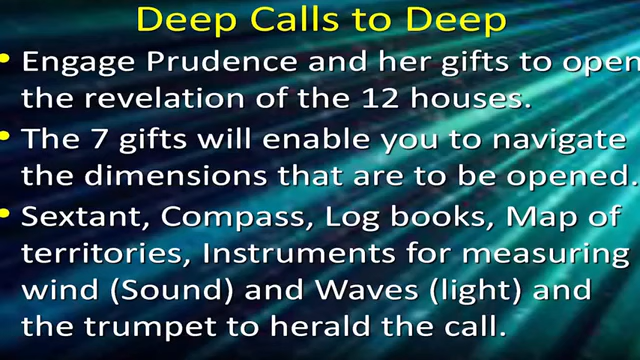 Deep Calls to Deep
• Engage Prudence and her gifts to open
the revelation of the 12 houses.
• The 7 gifts will enable you to navigate
the dimensions that are to be opened.
• Sextant, Compass, Log books, Map of
territories, Instruments for measuring
wind (Sound) and Waves (light) and
the trumpet to herald the call.